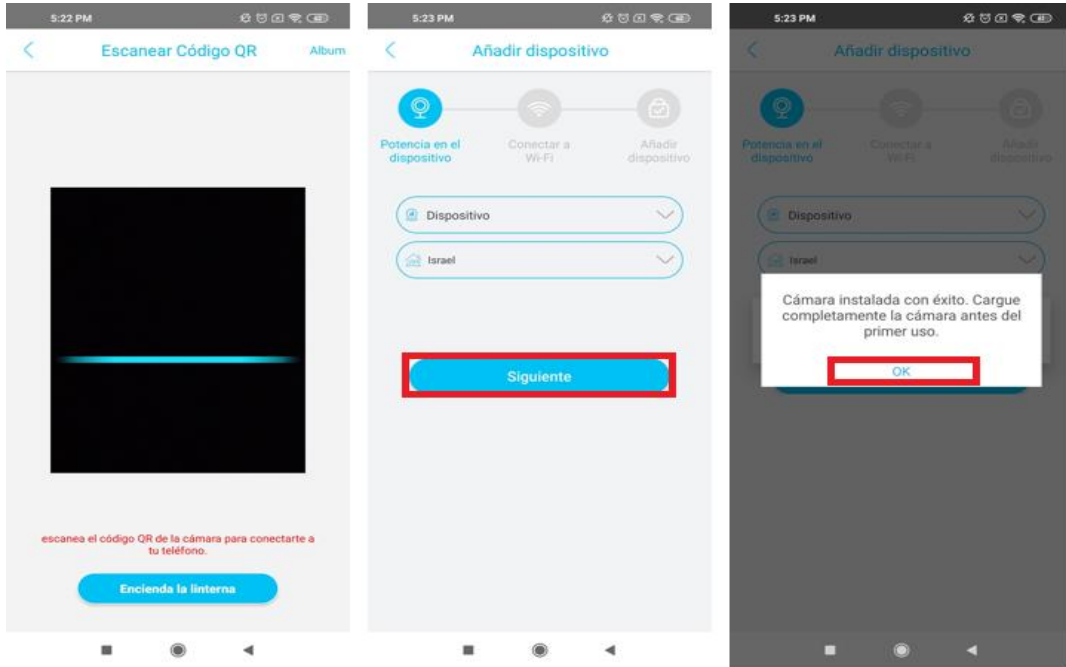 5:22 PM
Escanear Código QR
Album
escanea el código QR de la cámara para conectarte a
tu teléfono.
Encienda la linterna
5:23 PM
Añadir dispositivo
Potencia en el
dispositivo
Conectar a
Wi-Fi
Añadir
dispositivo
Dispositivo
Israel
Siguiente
5:23 PM
Añadir dispositivo
Potencia en el
dispositivo
Conectar a
Wi-Fi
Añadir
dispositivo
Dispositivo
Israel
Cámara instalada con éxito. Cargue
completamente la cámara antes del
primer uso.
OK